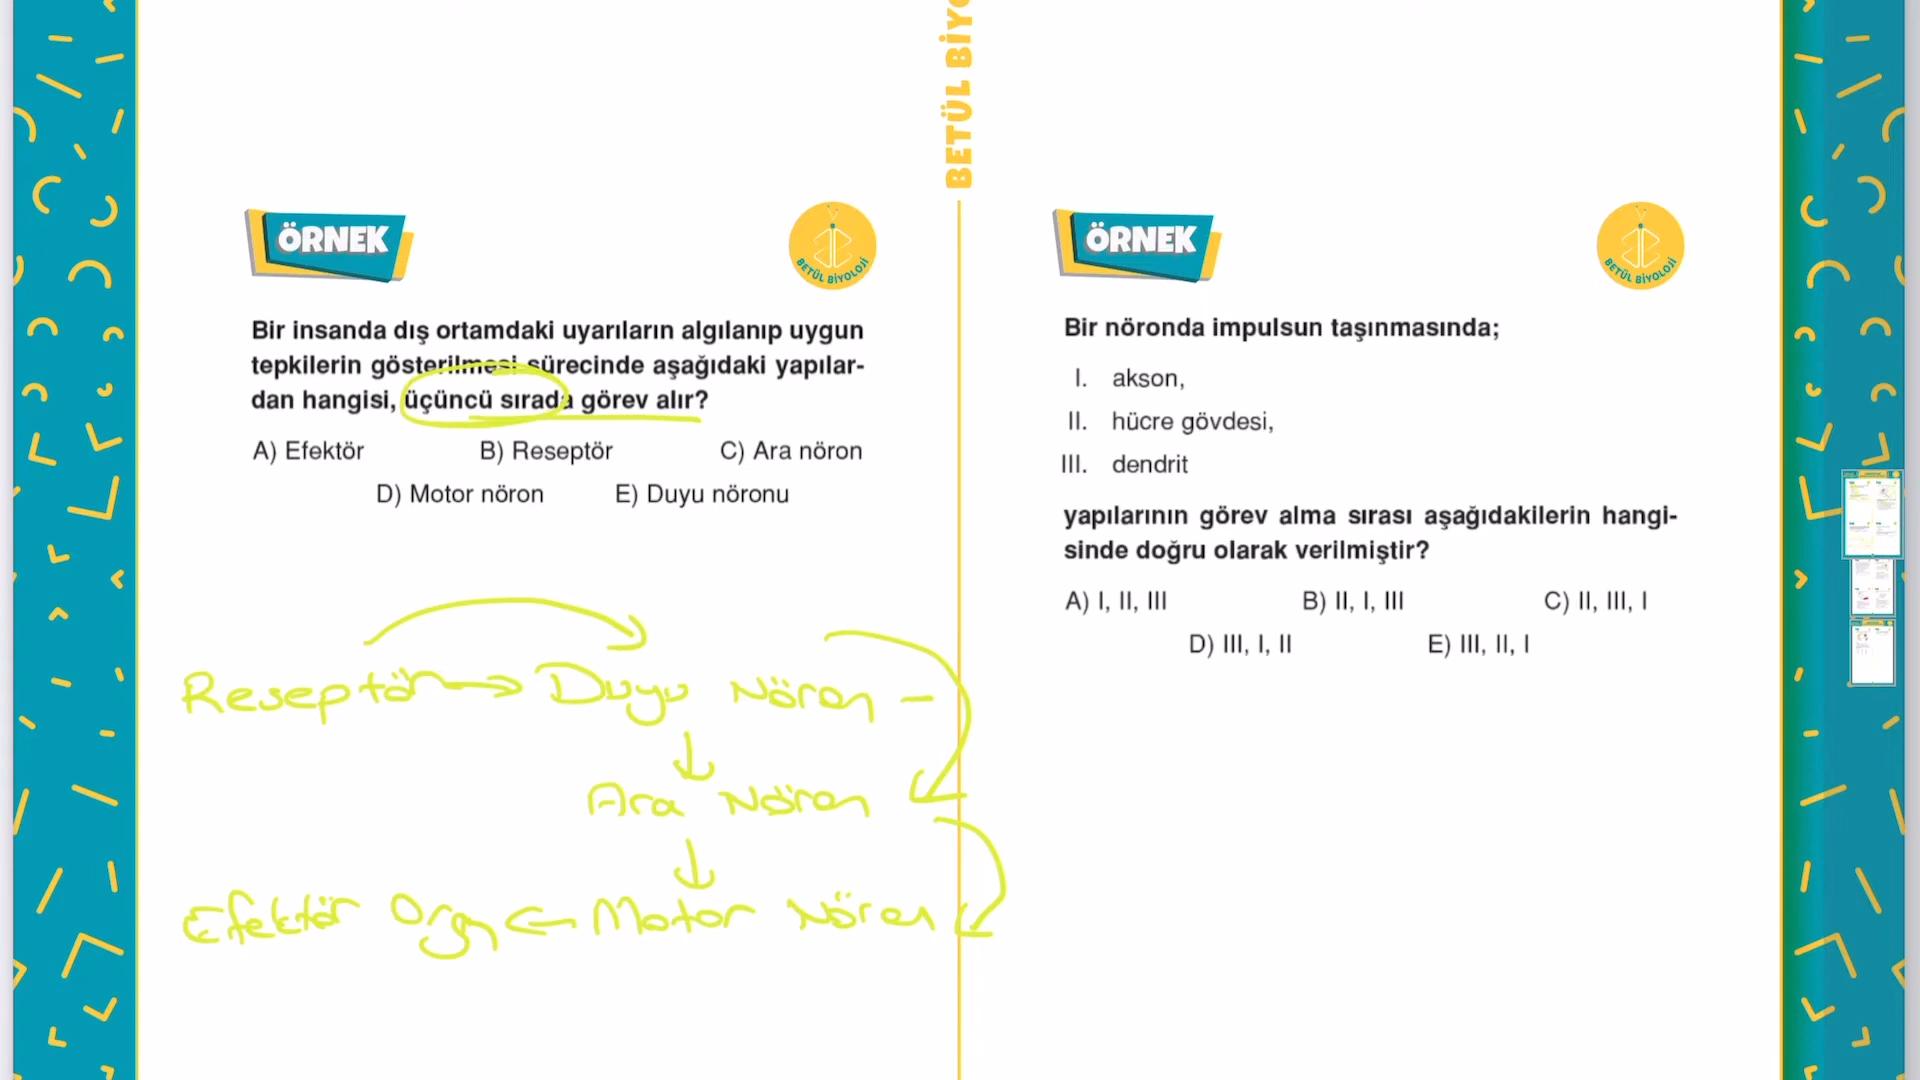 BETÜL BİYO
ÖRNEK
BETÜL BİYOLOJİ
Bir insanda dış ortamdaki uyarıların algılanıp uygun
tepkilerin gösterilmesi sürecinde aşağıdaki yapılar-
dan hangisi, üçüncü sırada görev alır?
A) Efektör B) Reseptör C) Ara nöron
D) Motor nöron E) Duyu nöronu
Reseptör → Duyu Nöron –
↓
Ara Nöron
↓
Efektör Orgn ← Motor Nöron
ÖRNEK
BETÜL BİYOLOJİ
Bir nöronda impulsun taşınmasında;
I. akson,
II. hücre gövdesi,
III. dendrit
yapılarının görev alma sırası aşağıdakilerin hangi-
sinde doğru olarak verilmiştir?
A) I, II, III B) II, I, III C) II, III, I
D) III, I, II E) III, II, I